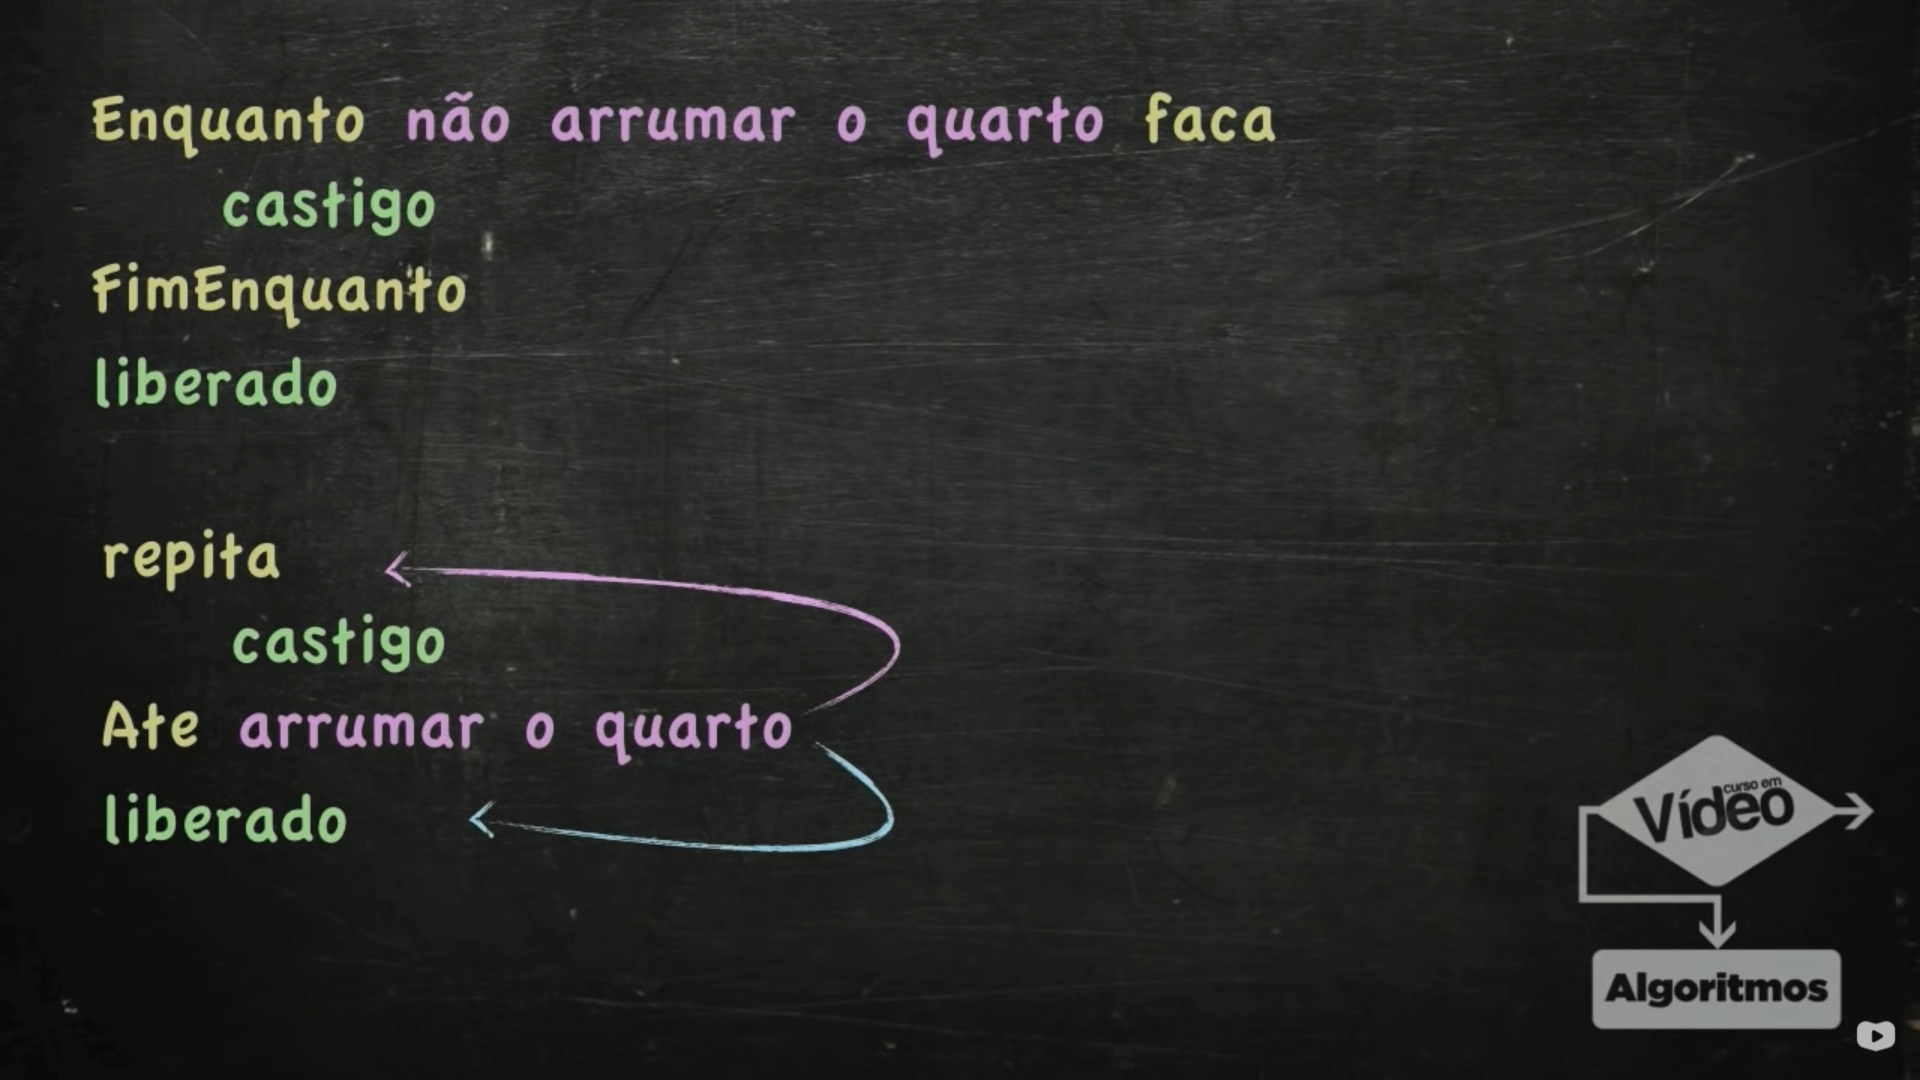 Enquanto não arrumar o quarto faca
castigo
FimEnquanto
liberado
repita
castigo
Ate arrumar o quarto
liberado
curso em
Vídeo
Algoritmos